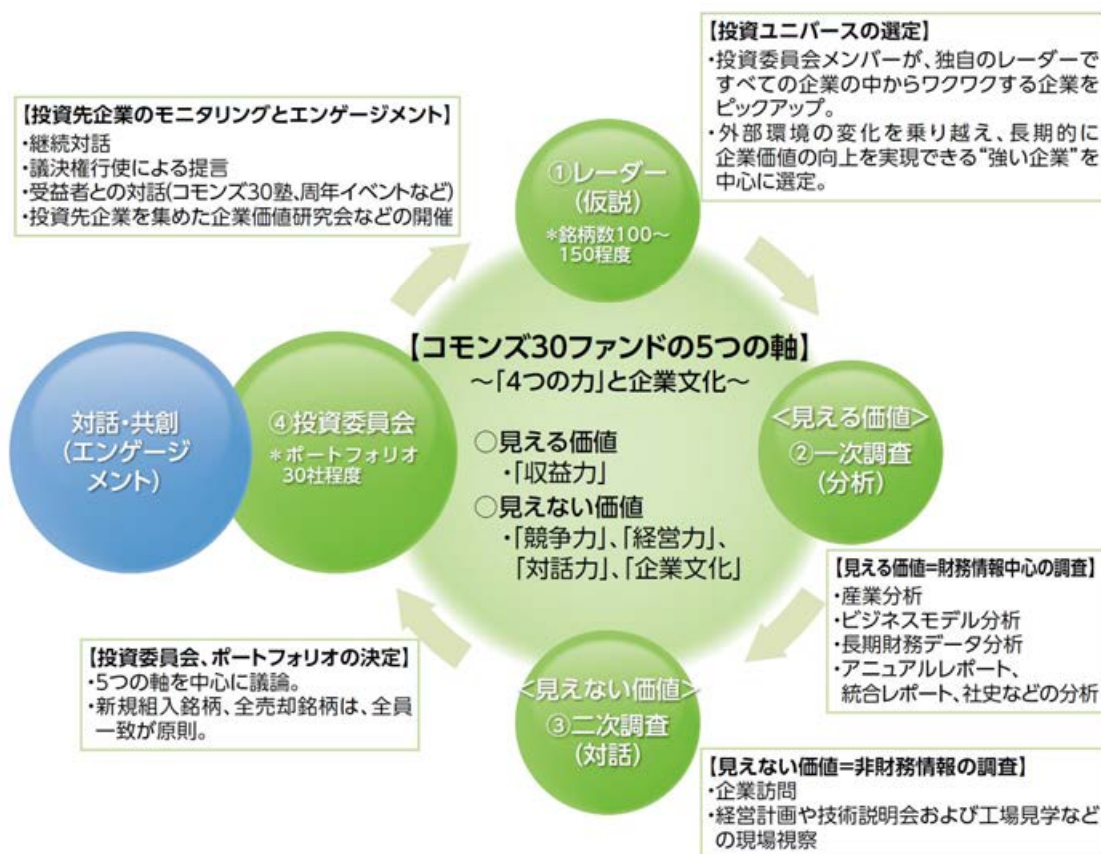 【投資ユニバースの選定】
・投資委員会メンバーが、独自のレーダーで
すべての企業の中からワクワクする企業を
ピックアップ。
・外部環境の変化を乗り越え、長期的に
企業価値の向上を実現できる“強い企業”を
中心に選定。
【投資先企業のモニタリングとエンゲージメント】
・継続対話
・議決権行使による提言
・受益者との対話(コモンズ30塾、周年イベントなど)
・投資先企業を集めた企業価値研究会などの開催
①レーダー
(仮説)
*銘柄数100～
150程度
【コモンズ30ファンドの5つの軸】
～「4つの力」と企業文化～
○見える価値
・「収益力」
○見えない価値
・「競争力」、「経営力」、
「対話力」、「企業文化」
対話・共創
(エンゲージ
メント)
④投資委員会
*ポートフォリオ
30社程度
<見える価値>
②一次調査
(分析)
【見える価値=財務情報中心の調査】
・産業分析
・ビジネスモデル分析
・長期財務データ分析
・アニュアルレポート、
統合レポート、社史などの分析
【投資委員会、ポートフォリオの決定】
・5つの軸を中心に議論。
・新規組入銘柄、全売却銘柄は、全員
一致が原則。
<見えない価値>
③二次調査
(対話)
【見えない価値=非財務情報の調査】
・企業訪問
・経営計画や技術説明会および工場見学など
の現場視察